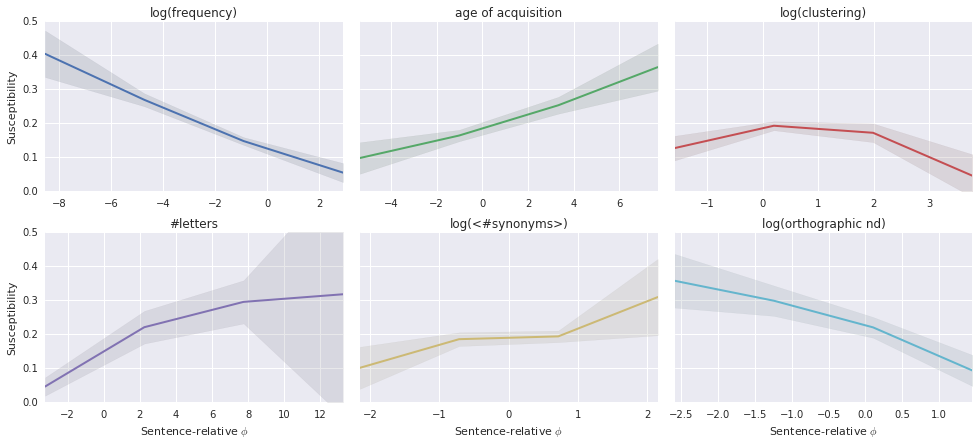 log(frequency) age of acquisition log(clustering)
0.5
0.4
0.3
0.2
0.1
0.0
Susceptibility
−8 −6 −4 −2 0 2
−4 −2 0 2 4 6
−1 0 1 2 3
#letters log(<#synonyms>) log(orthographic nd)
0.5
0.4
0.3
0.2
0.1
0.0
Susceptibility
−2 0 2 4 6 8 10 12
−2 −1 0 1 2
−2.5 −2.0 −1.5 −1.0 −0.5 0.0 0.5 1.0
Sentence-relative ϕ Sentence-relative ϕ Sentence-relative ϕ